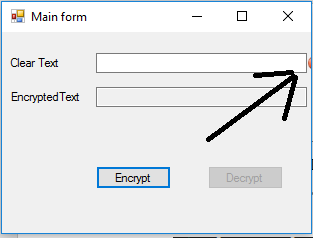 Main form
Clear Text
EncryptedText
Encrypt
Decrypt